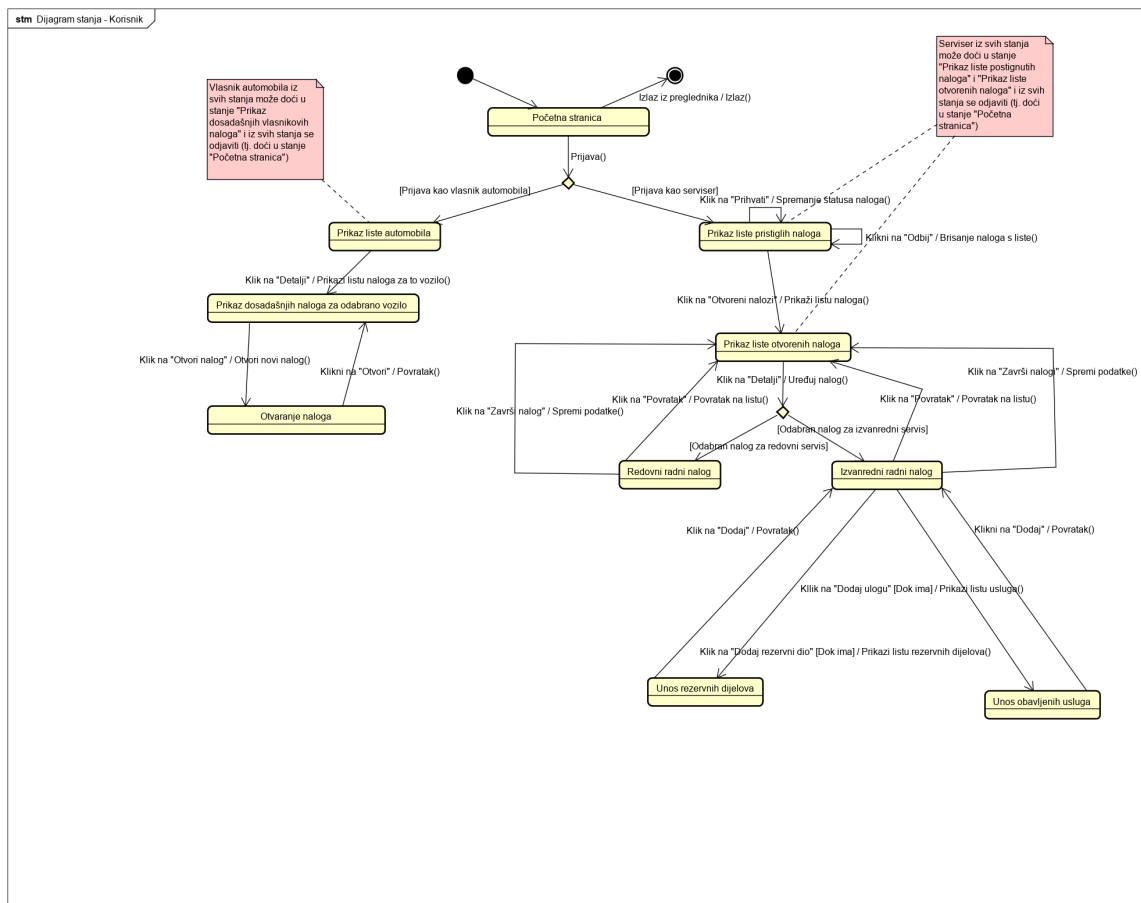 stm Dijagram stanja - Korisnik
Serviser iz svih stanja
može doći u stanje
"Prikaz liste postignutih
naloga" i "Prikaz liste
otvorenih naloga" i iz svih
stanja se odjaviti (tj. doći
u stanje "Početna
stranica")
Vlasnik automobila iz
svih stanja može doći u
stanje "Prikaz
dosadašnjih vlasnikovih
naloga" i iz svih stanja se
odjaviti (tj. doći u stanje
"Početna stranica")
Izlaz iz preglednika / Izlaz()
Početna stranica
Prijava()
[Prijava kao vlasnik automobila]
[Prijava kao serviser]
Klik na "Prihvati" / Spremanje statusa naloga()
Prikaz liste automobila
Prikaz liste pristiglih naloga
Klikni na "Odbij" / Brisanje naloga s liste()
Klik na "Detalji" / Prikazi listu naloga za to vozilo()
Klik na "Otvoreni nalozi" / Prikaži listu naloga()
Prikaz dosadašnjih naloga za odabrano vozilo
Prikaz liste otvorenih naloga
Klik na "Otvori nalog" / Otvori novi nalog()
Klikni na "Otvori" / Povratak()
Klik na "Detalji" / Uređuj nalog()
Klik na "Završi nalogi" / Spremi podatke()
Klik na "Povratak" / Povratak na listu()
Klik na "Povratak" / Povratak na listu()
Klik na "Završi nalog" / Spremi podatke()
Otvaranje naloga
[Odabran nalog za izvanredni servis]
[Odabran nalog za redovni servis]
Redovni radni nalog
Izvanredni radni nalog
Klik na "Dodaj" / Povratak()
Klikni na "Dodaj" / Povratak()
Kllik na "Dodaj ulogu" [Dok ima] / Prikazi listu usluga()
Klik na "Dodaj rezervni dio" [Dok ima] / Prikazi listu rezervnih dijelova()
Unos rezervnih dijelova
Unos obavljenih usluga